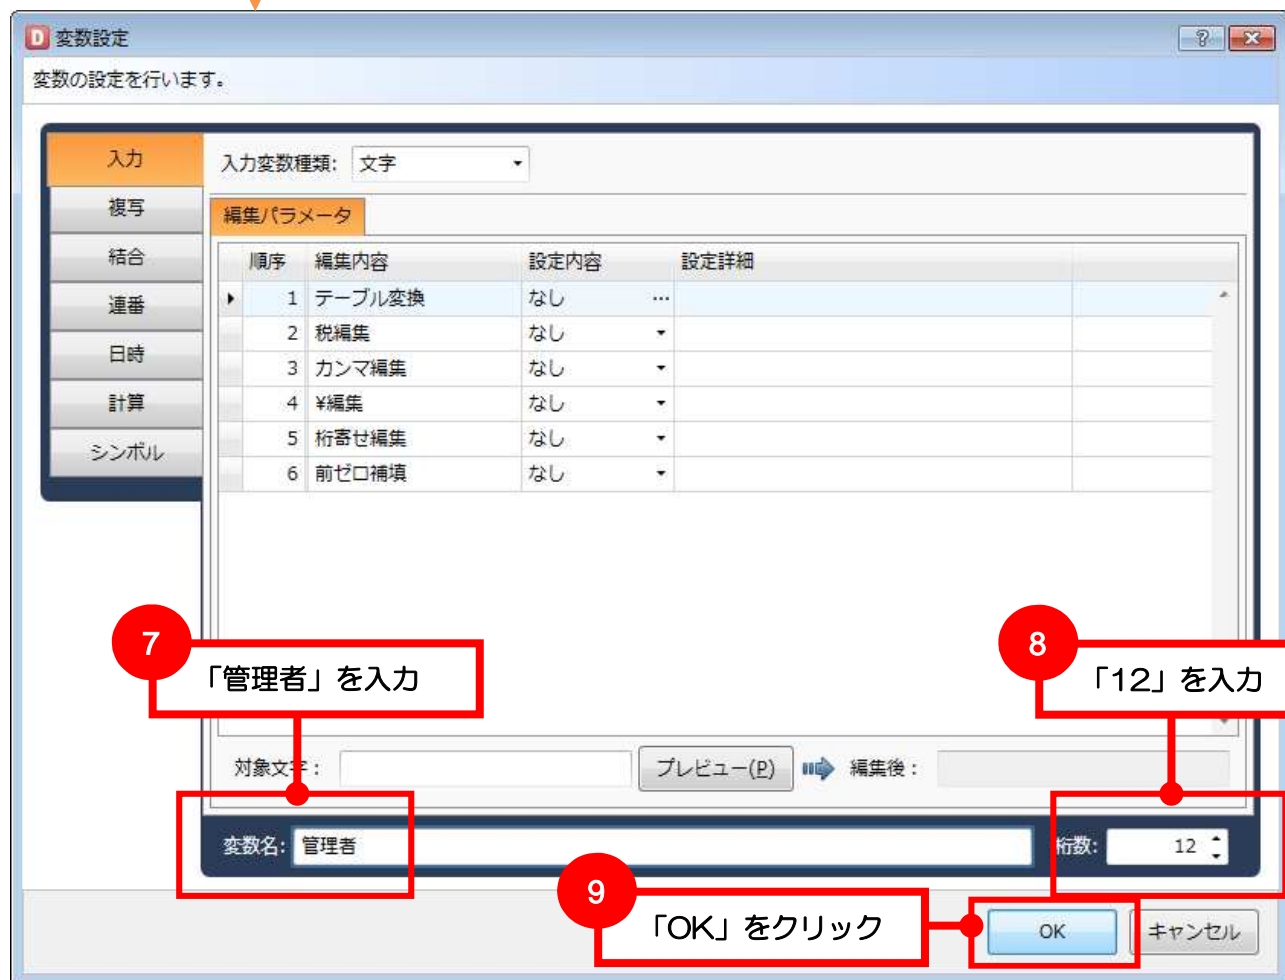 D 変数設定
変数の設定を行います。
入力
複写
結合
連番
日時
計算
シンボル
入力変数種類: 文字
編集パラメータ
順序 編集内容 設定内容 設定詳細
1 テーブル変換 なし ...
2 税編集 なし
3 カンマ編集 なし
4 ¥編集 なし
5 桁寄せ編集 なし
6 前ゼロ補填 なし
7
「管理者」を入力
8
「12」を入力
対象文字: プレビュー(P) 編集後:
変数名: 管理者 桁数: 12
9
「OK」をクリック
OK キャンセル